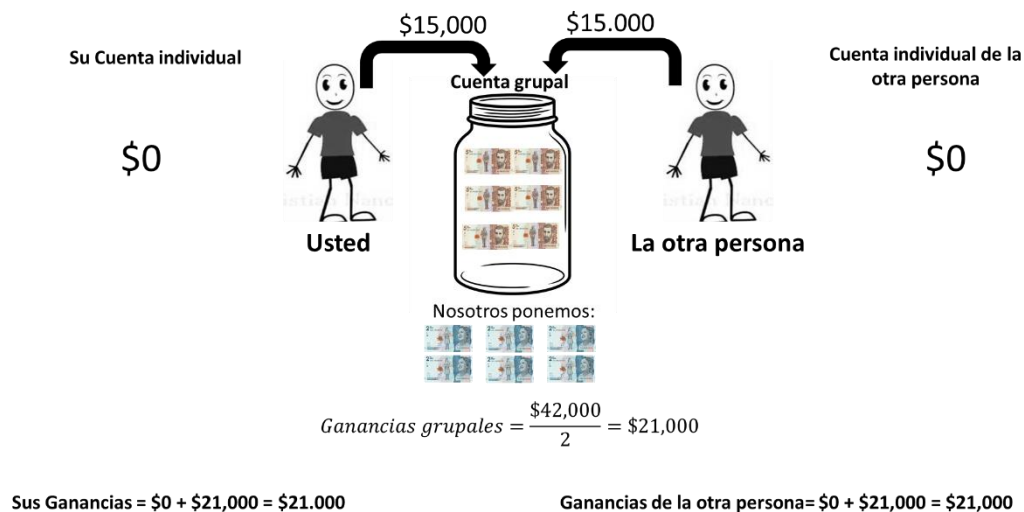 $15,000
$15.000
Su Cuenta individual
Cuenta individual de la
otra persona
Cuenta grupal
$0
$0
Usted
La otra persona
Nosotros ponemos:
Ganancias grupales = $42,000 / 2 = $21,000
Sus Ganancias = $0 + $21,000 = $21.000
Ganancias de la otra persona= $0 + $21,000 = $21,000